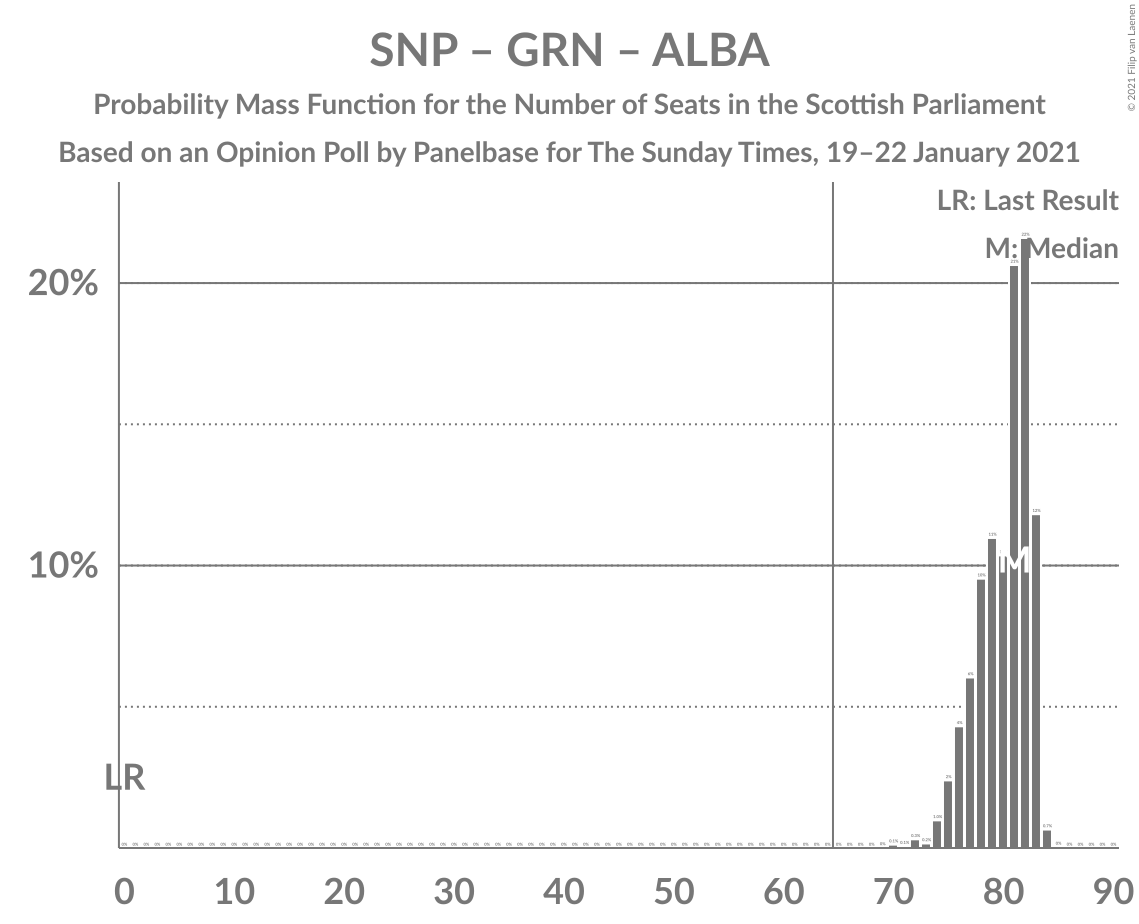 SNP – GRN – ALBA
Probability Mass Function for the Number of Seats in the Scottish Parliament
Based on an Opinion Poll by Panelbase for The Sunday Times, 19–22 January 2021
© 2021 Filip van Laenen
LR: Last Result
M: Median
20%
10%
M
LR
0 10 20 30 40 50 60 70 80 90